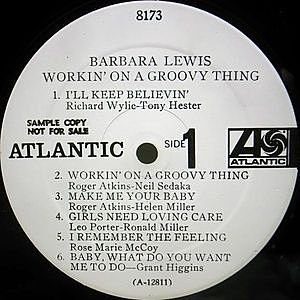 8173
BARBARA LEWIS
WORKIN' ON A GROOVY THING
1. I'LL KEEP BELIEVIN'
Richard Wylie-Tony Hester
SAMPLE COPY
NOT FOR SALE
ATLANTIC
SIDE 1
ATLANTIC
2. WORKIN' ON A GROOVY THING
Roger Atkins-Neil Sedaka
3. MAKE ME YOUR BABY
Roger Atkins-Helen Miller
4. GIRLS NEED LOVING CARE
Leo Porter-Ronald Miller
5. I REMEMBER THE FEELING
Rose Marie McCoy
6. BABY, WHAT DO YOU WANT
ME TO DO—Grant Higgins
(A-12811)